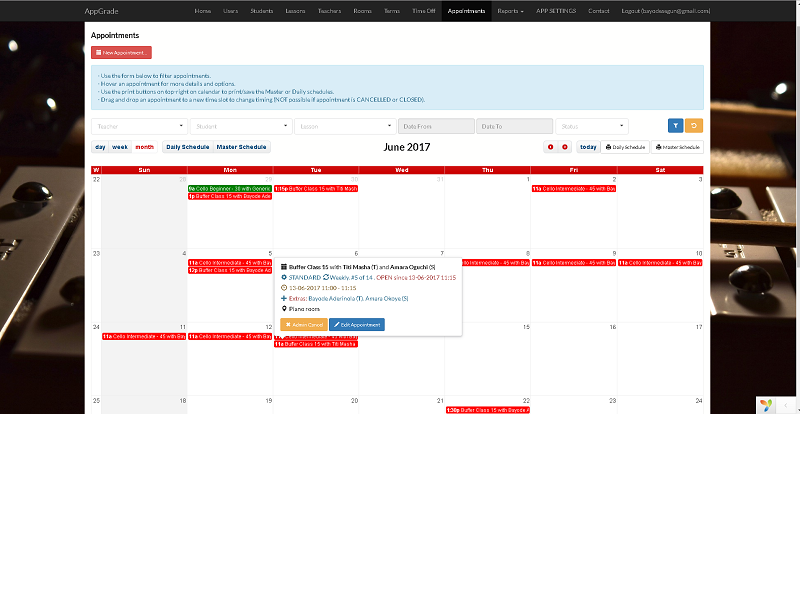 AppGrade Home Users Students Lessons Teachers Rooms Terms Time Off Appointments Reports APP SETTINGS Contact Logout (bayodeasgun@gmail.com)
Appointments
New Appointment...
- Use the form below to filter appointments.
- Hover an appointment for more details and options.
- Use the print buttons on top right on calendar to print/save the Master or Daily schedules.
- Drag and drop an appointment to a new time slot to change timing (NOT possible if appointment is CANCELLED or CLOSED).
Teacher Student Lesson Date From Date To Status
day week month Daily Schedule Master Schedule June 2017 today Daily Schedule Master Schedule
W Sun Mon Tue Wed Thu Fri Sat
22 28 29 30 31 1 2 3
9a Cello Beginner - 30 with Generic 1:15p Buffer Class 15 with Titi Mash 11a Cello Intermediate - 45 with Bay
1p Buffer Class 15 with Bayode Ade
23 4 5 6 7 8 9 10
11a Cello Intermediate - 45 with Bay Cello Intermediate - 45 with Bay 11a Cello Intermediate - 45 with Bay 11a Cello Intermediate - 45 with Bay
12p Buffer Class 15 with Bayode Ad
Buffer Class 15 with Titi Masha (T) and Amara Oguchi (S)
STANDARD Weekly. #5 of 14 . OPEN since 13-06-2017 11:15
13-06-2017 11:00 - 11:15
Extras: Bayode Aderinola (T), Amara Okoye (S)
Piano room
Admin Cancel Edit Appointment
24 11 12 15 16 17
11a Cello Intermediate - 45 with Bay 11a Cello Intermediate - 45 with Bay
11a Buffer Class 15 with Titi Masha
25 18 19 20 21 22 23 24
1:30p Buffer Class 15 with Bayode A